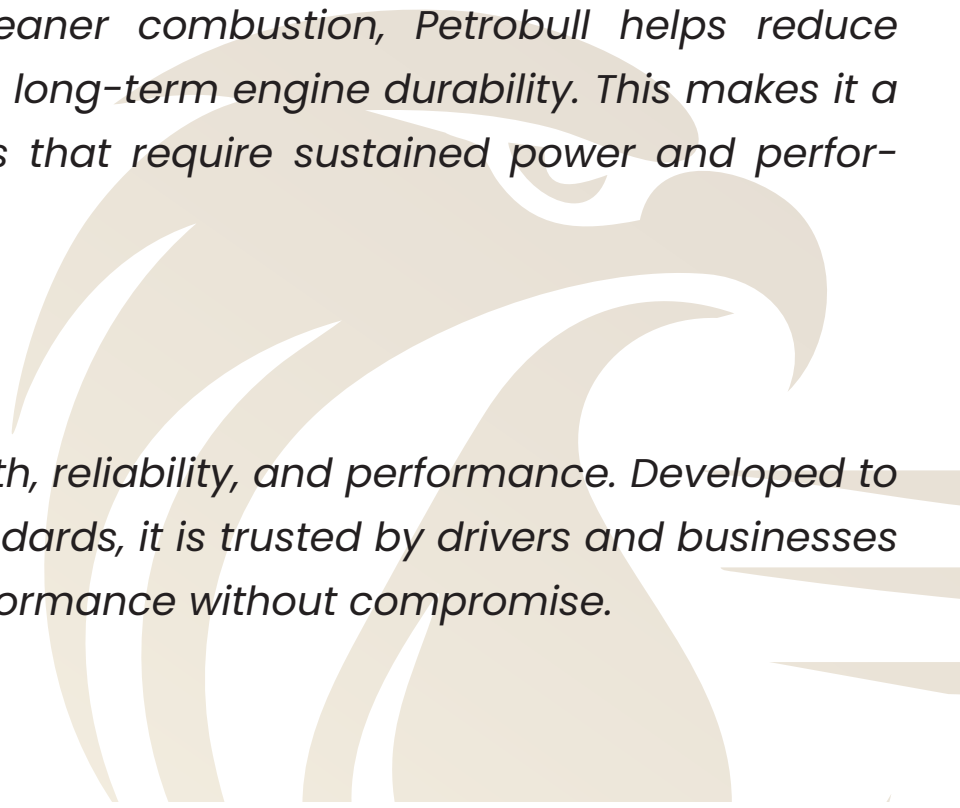 eaner combustion, Petrobull helps reduce
long-term engine durability. This makes it a
s that require sustained power and perfor-
th, reliability, and performance. Developed to
dards, it is trusted by drivers and businesses
ormance without compromise.